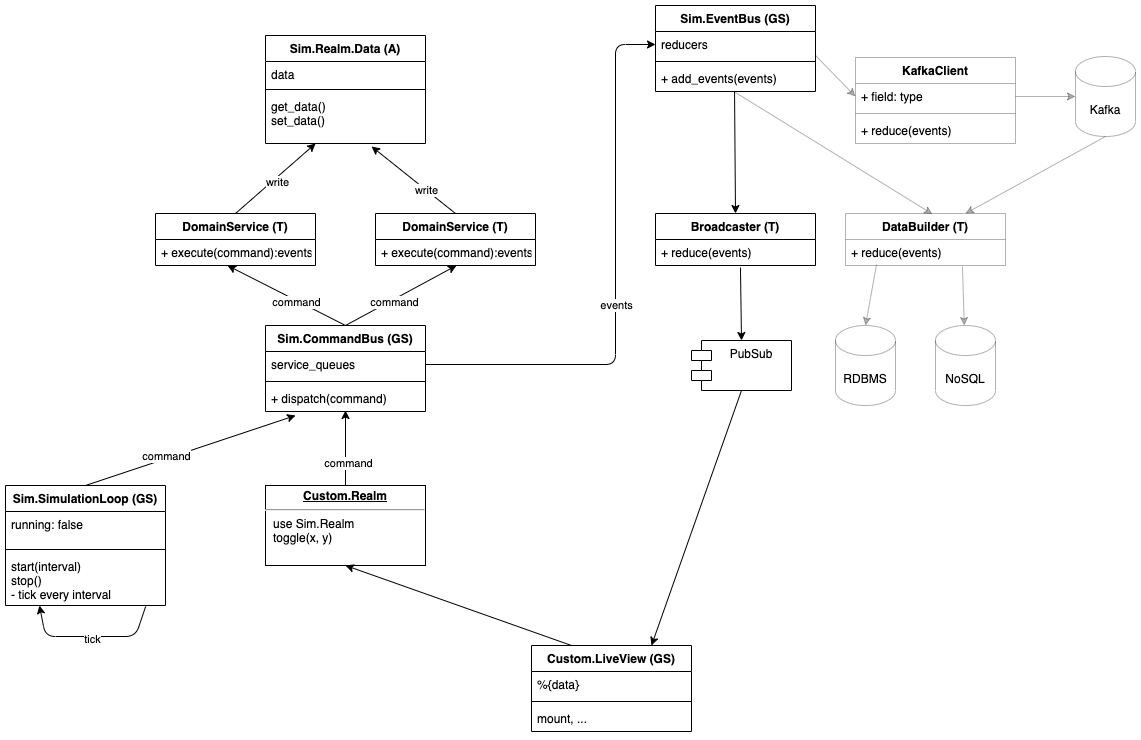 Sim.EventBus (GS)
reducers
+ add_events(events)
Sim.Realm.Data (A)
data
get_data()
set_data()
KafkaClient
+ field: type
+ reduce(events)
Kafka
write
write
DomainService (T)
+ execute(command):events
DomainService (T)
+ execute(command):events
Broadcaster (T)
+ reduce(events)
DataBuilder (T)
+ reduce(events)
command
command
events
Sim.CommandBus (GS)
service_queues
+ dispatch(command)
PubSub
RDBMS
NoSQL
command
command
Sim.SimulationLoop (GS)
running: false
start(interval)
stop()
- tick every interval
tick
Custom.Realm
use Sim.Realm
toggle(x, y)
Custom.LiveView (GS)
%{data}
mount, ...